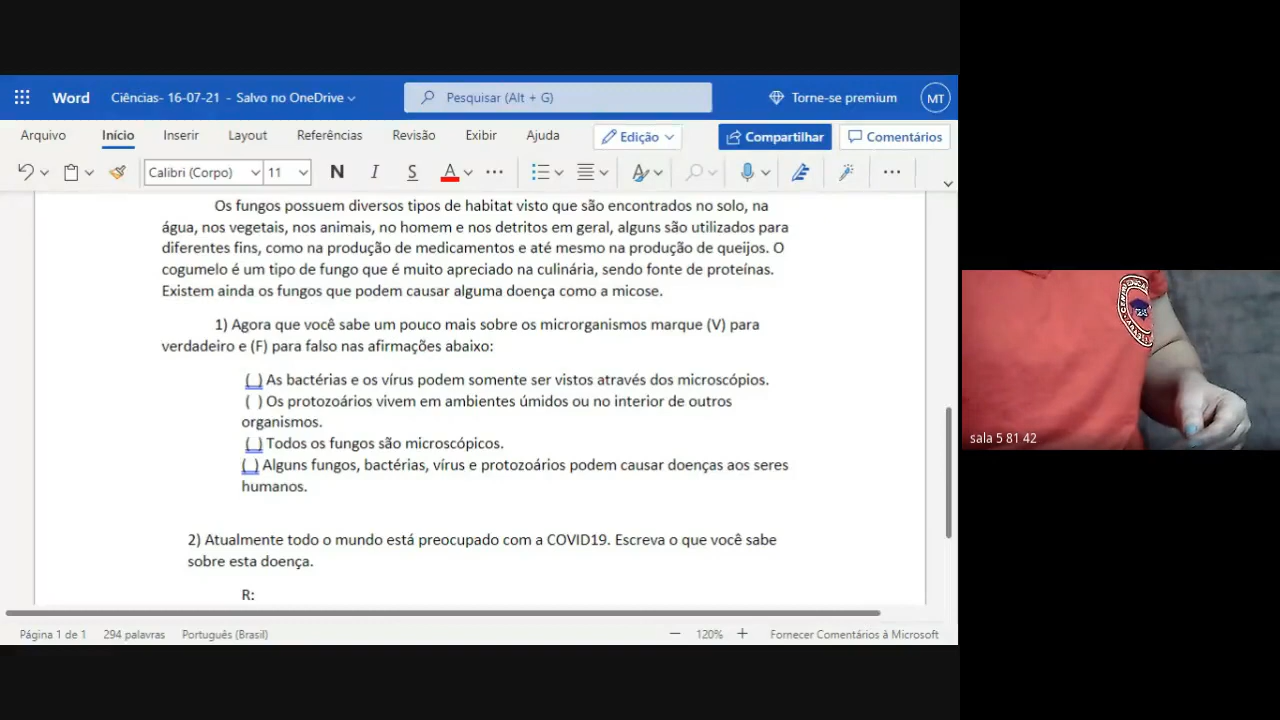 Word Ciências- 16-07-21 - Salvo no OneDrive Pesquisar (Alt + G) Torne-se premium MT
Arquivo Início Inserir Layout Referências Revisão Exibir Ajuda Edição Compartilhar Comentários
Calibri (Corpo) 11 N I S A
Os fungos possuem diversos tipos de habitat visto que são encontrados no solo, na
água, nos vegetais, nos animais, no homem e nos detritos em geral, alguns são utilizados para
diferentes fins, como na produção de medicamentos e até mesmo na produção de queijos. O
cogumelo é um tipo de fungo que é muito apreciado na culinária, sendo fonte de proteínas.
Existem ainda os fungos que podem causar alguma doença como a micose.
1) Agora que você sabe um pouco mais sobre os microrganismos marque (V) para
verdadeiro e (F) para falso nas afirmações abaixo:
( ) As bactérias e os vírus podem somente ser vistos através dos microscópios.
( ) Os protozoários vivem em ambientes úmidos ou no interior de outros
organismos.
( ) Todos os fungos são microscópicos.
( ) Alguns fungos, bactérias, vírus e protozoários podem causar doenças aos seres
humanos.
2) Atualmente todo o mundo está preocupado com a COVID19. Escreva o que você sabe
sobre esta doença.
R:
Página 1 de 1 294 palavras Português (Brasil) 120% Fornecer Comentários à Microsoft
sala 5 81 42